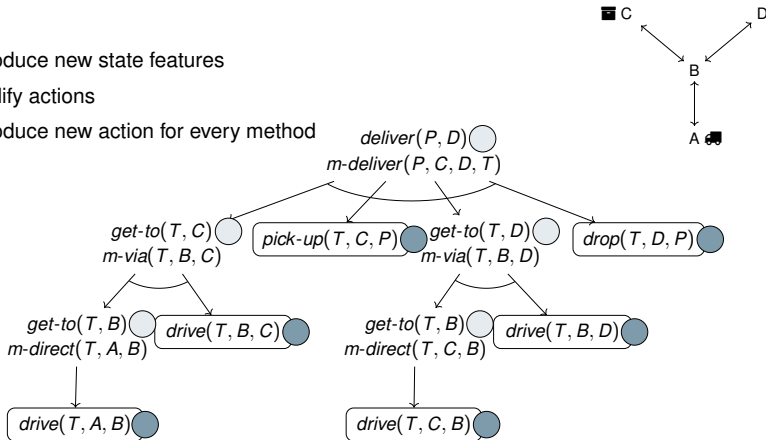 C
D
oduce new state features
B
lify actions
oduce new action for every method
A
deliver(P, D)
m-deliver(P, C, D, T)
get-to(T, C)
pick-up(T, C, P)
get-to(T, D)
drop(T, D, P)
m-via(T, B, C)
m-via(T, B, D)
get-to(T, B)
drive(T, B, C)
get-to(T, B)
drive(T, B, D)
m-direct(T, A, B)
m-direct(T, C, B)
drive(T, A, B)
drive(T, C, B)